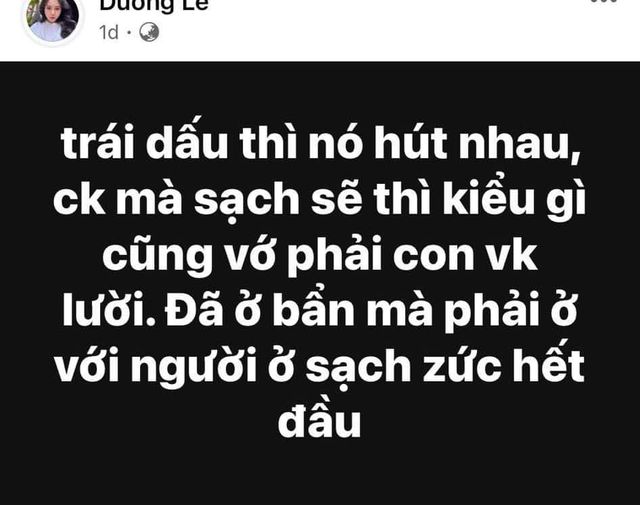 Dương Lê
1d ·
trái dấu thì nó hút nhau,
ck mà sạch sẽ thì kiểu gì
cũng vớ phải con vk
lười. Đã ở bẩn mà phải ở
với người ở sạch zức hết
đầu